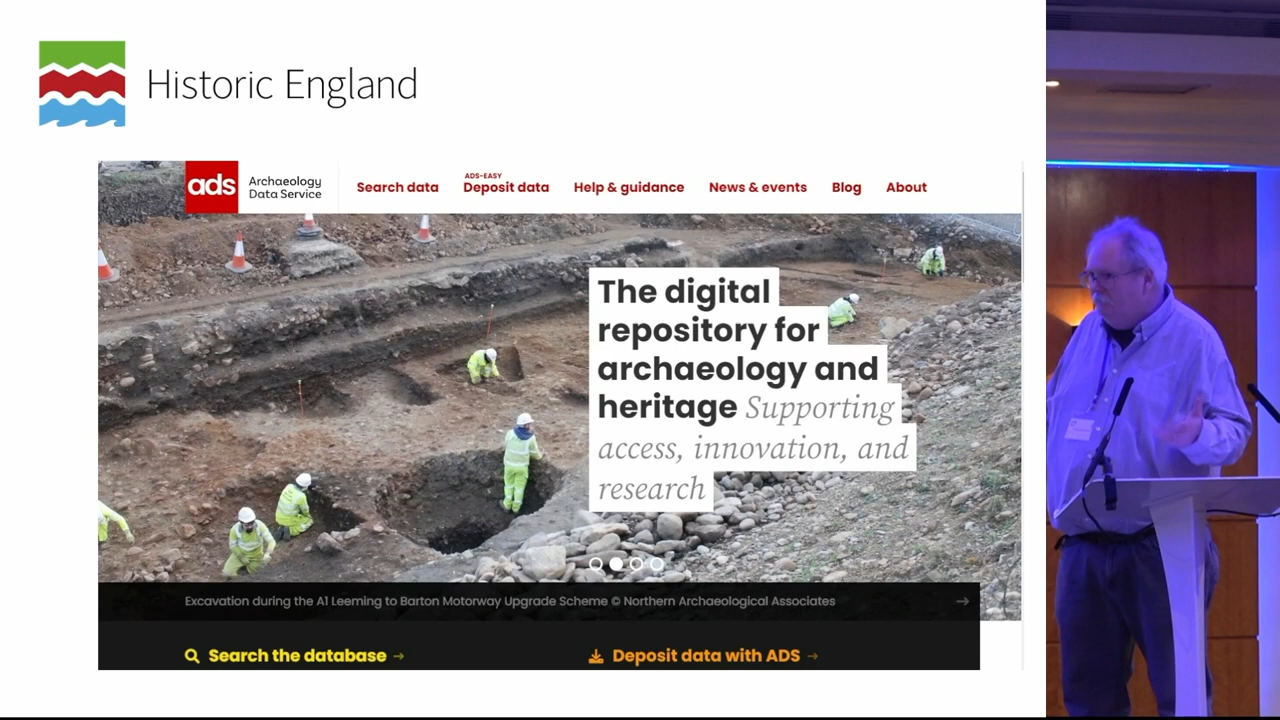 Historic England
ads
Archaeology
Data Service
Search data
ADS-EASY
Deposit data
Help & guidance
News & events
Blog
About
The digital
repository for
archaeology and
heritage Supporting
access, innovation, and
research
Excavation during the A1 Leeming to Barton Motorway Upgrade Scheme © Northern Archaeological Associates
Search the database
Deposit data with ADS